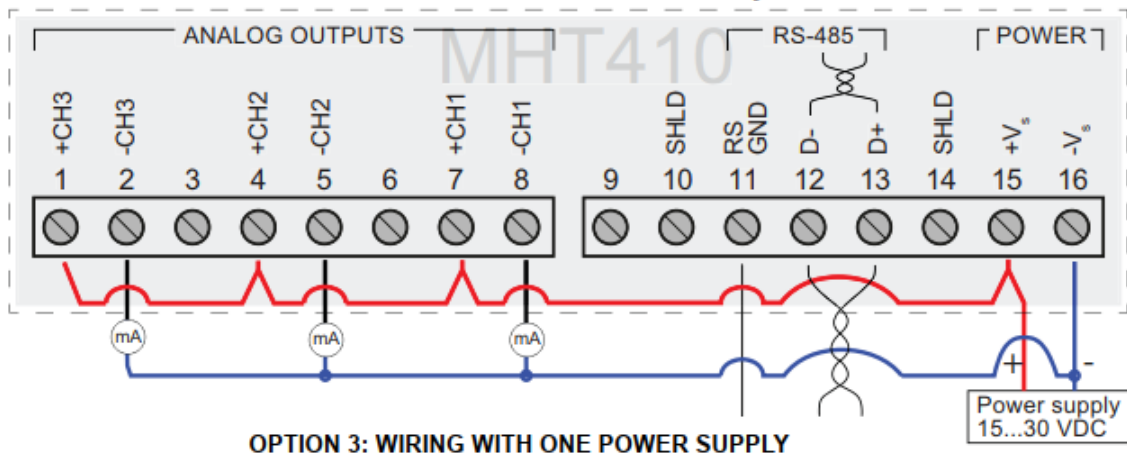 MHT410
ANALOG OUTPUTS RS-485 POWER
+CH3 -CH3 +CH2 -CH2 +CH1 -CH1 SHLD RS GND D- D+ SHLD +Vs -Vs
1 2 3 4 5 6 7 8 9 10 11 12 13 14 15 16
mA mA mA
+ -
Power supply
15...30 VDC
OPTION 3: WIRING WITH ONE POWER SUPPLY